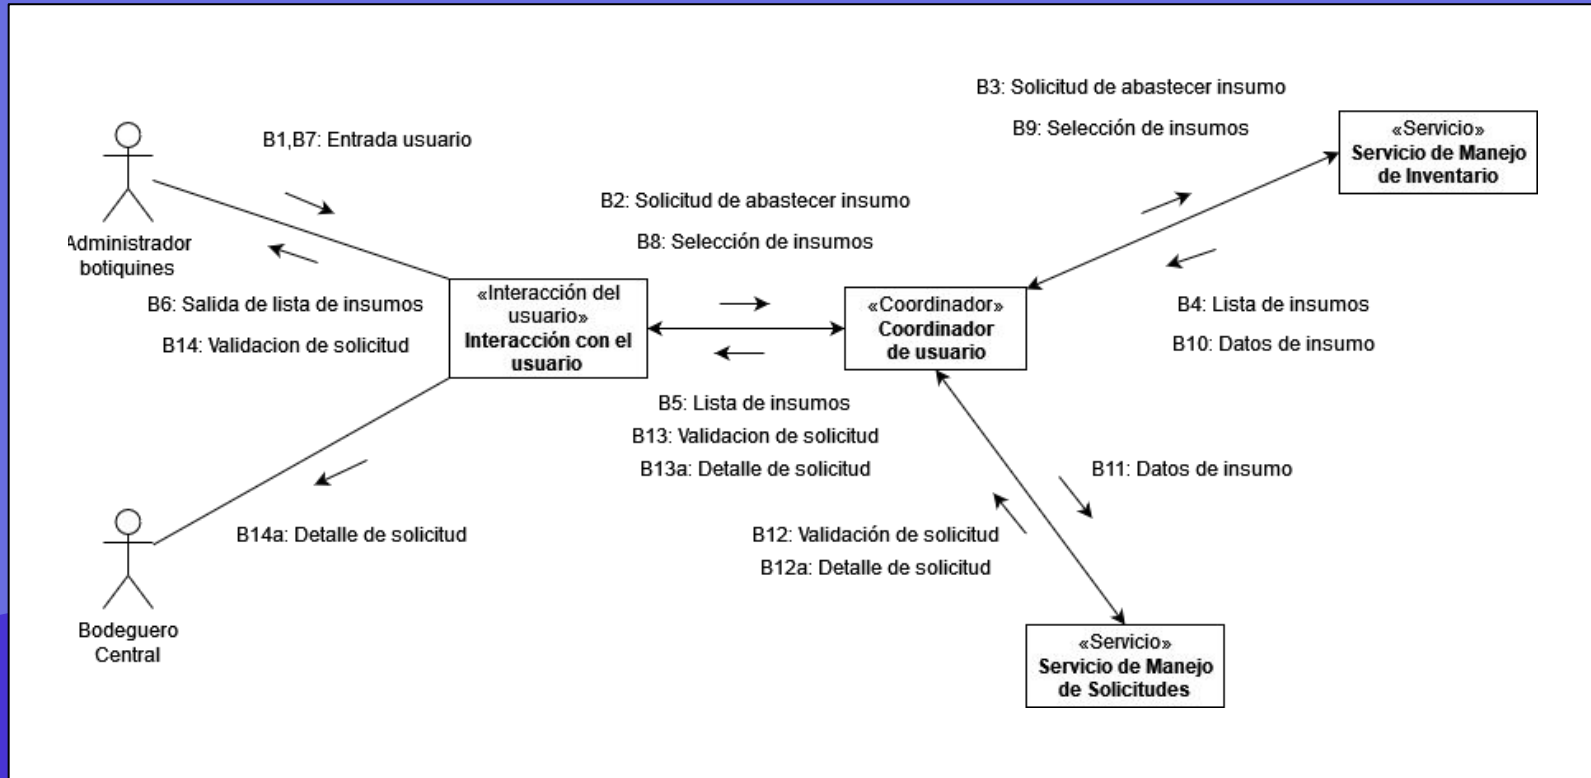 B3: Solicitud de abastecer insumo
B9: Selección de insumos
«Servicio»
Servicio de Manejo
de Inventario
B1,B7: Entrada usuario
B2: Solicitud de abastecer insumo
B8: Selección de insumos
Administrador
botiquines
B6: Salida de lista de insumos
B14: Validacion de solicitud
«Interacción del
usuario»
Interacción con el
usuario
«Coordinador»
Coordinador
de usuario
B4: Lista de insumos
B10: Datos de insumo
B5: Lista de insumos
B13: Validacion de solicitud
B13a: Detalle de solicitud
B11: Datos de insumo
B14a: Detalle de solicitud
B12: Validación de solicitud
B12a: Detalle de solicitud
Bodeguero
Central
«Servicio»
Servicio de Manejo
de Solicitudes